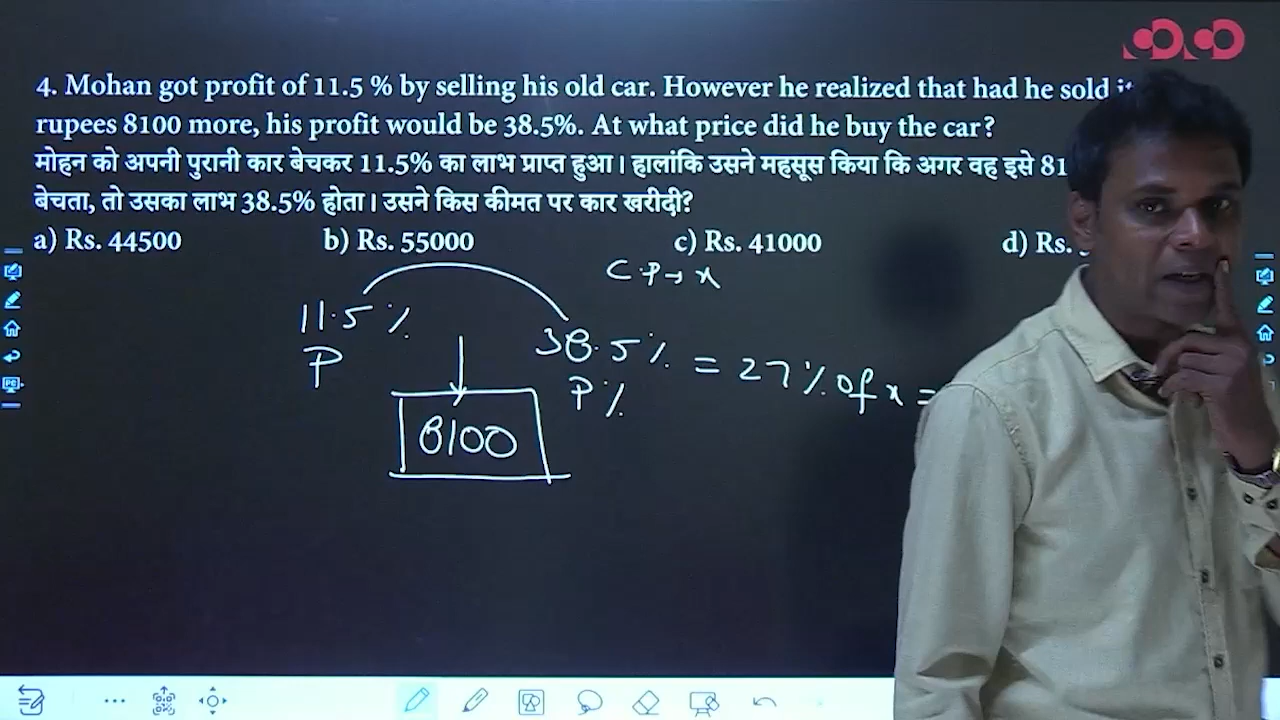 4. Mohan got profit of 11.5 % by selling his old car. However he realized that had he sold it
rupees 8100 more, his profit would be 38.5%. At what price did he buy the car?
मोहन को अपनी पुरानी कार बेचकर 11.5% का लाभ प्राप्त हुआ। हालांकि उसने महसूस किया कि अगर वह इसे 81
बेचता, तो उसका लाभ 38.5% होता। उसने किस कीमत पर कार खरीदी?
a) Rs. 44500 b) Rs. 55000 c) Rs. 41000 d) Rs.
C.P→ x
11.5%
P
38.5% = 27% of x =
P%
8100